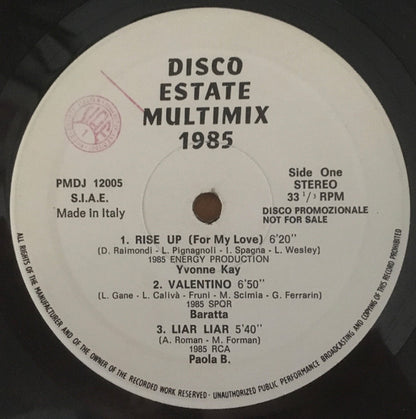 DISCO
ESTATE
MULTIMIX
1985
PMDJ 12005
S.I.A.E.
Made in Italy
Side One
STEREO
33 1/3 RPM
DISCO PROMOZIONALE
NOT FOR SALE
1. RISE UP (For My Love) 6'20"
(D. Raimondi - L. Pignagnoli - I. Spagna - L. Wesley)
1985 ENERGY PRODUCTION
Yvonne Kay
2. VALENTINO 6'50"
(L. Gane - L. Calivà - Fruni - M. Scimia - G. Ferrarin)
1985 SPQR
Baratta
3. LIAR LIAR 5'40"
(A. Roman - M. Forman)
1985 RCA
Paola B.
ALL RIGHTS OF THE MANUFACTURER AND OF THE OWNER OF THE RECORDED WORK RESERVED - UNAUTHORIZED PUBLIC PERFORMANCE BROADCASTING AND COPYING OF THIS RECORD PROHIBITED